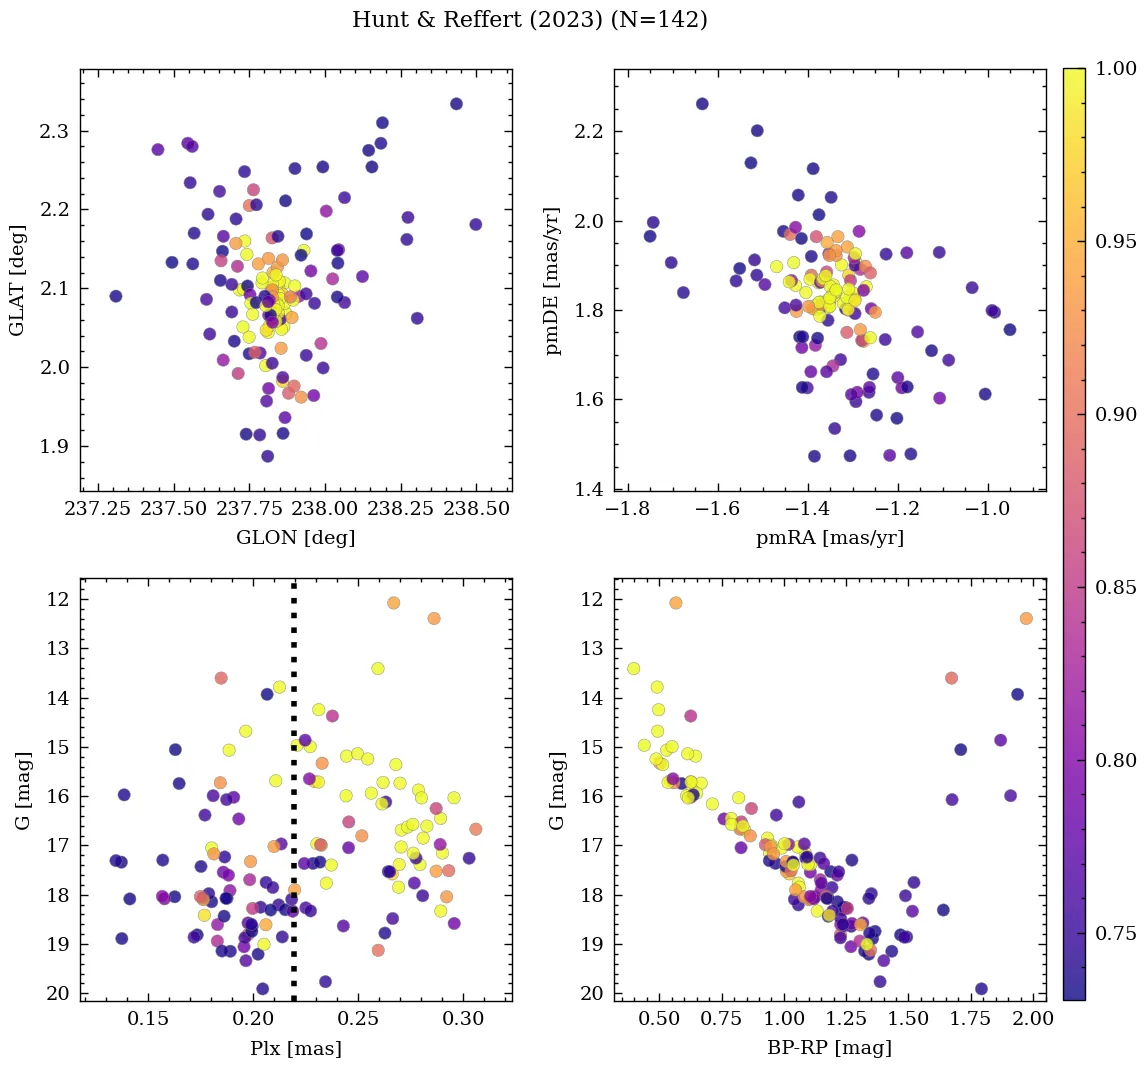 Hunt & Reffert (2023) (N=142)
GLAT [deg]
2.3
2.2
2.1
2.0
1.9
237.25 237.50 237.75 238.00 238.25 238.50
GLON [deg]
pmDE [mas/yr]
2.2
2.0
1.8
1.6
1.4
−1.8 −1.6 −1.4 −1.2 −1.0
pmRA [mas/yr]
G [mag]
12
13
14
15
16
17
18
19
20
0.15 0.20 0.25 0.30
Plx [mas]
G [mag]
12
13
14
15
16
17
18
19
20
0.50 0.75 1.00 1.25 1.50 1.75 2.00
BP-RP [mag]
1.00
0.95
0.90
0.85
0.80
0.75